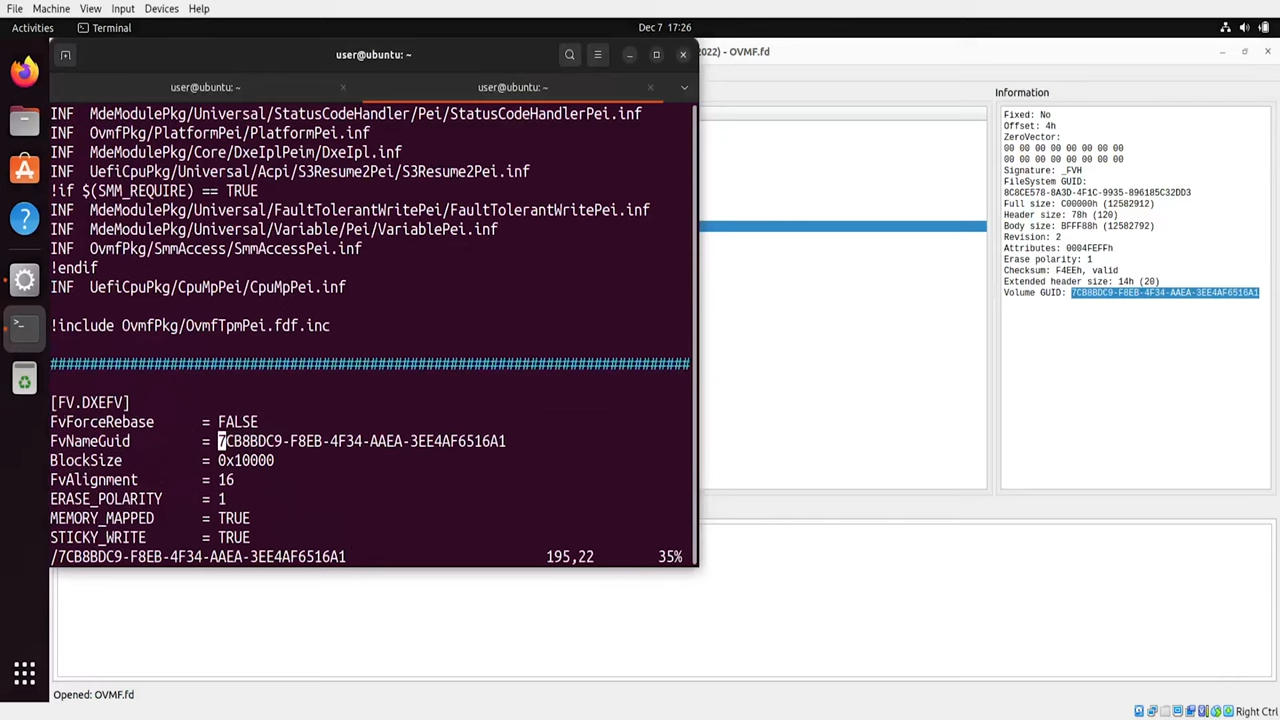 File Machine View Input Devices Help
Activities Terminal Dec 7 17:26
user@ubuntu: ~
2022) - OVMF.fd
user@ubuntu: ~ user@ubuntu: ~
INF MdeModulePkg/Universal/StatusCodeHandler/Pei/StatusCodeHandlerPei.inf
INF OvmfPkg/PlatformPei/PlatformPei.inf
INF MdeModulePkg/Core/DxeIplPeim/DxeIpl.inf
INF UefiCpuPkg/Universal/Acpi/S3Resume2Pei/S3Resume2Pei.inf
!if $(SMM_REQUIRE) == TRUE
INF MdeModulePkg/Universal/FaultTolerantWritePei/FaultTolerantWritePei.inf
INF MdeModulePkg/Universal/Variable/Pei/VariablePei.inf
INF OvmfPkg/SmmAccess/SmmAccessPei.inf
!endif
INF UefiCpuPkg/CpuMpPei/CpuMpPei.inf
!include OvmfPkg/OvmfTpmPei.fdf.inc
################################################################################
[FV.DXEFV]
FvForceRebase = FALSE
FvNameGuid = 7CB8BDC9-F8EB-4F34-AAEA-3EE4AF6516A1
BlockSize = 0x10000
FvAlignment = 16
ERASE_POLARITY = 1
MEMORY_MAPPED = TRUE
STICKY_WRITE = TRUE
/7CB8BDC9-F8EB-4F34-AAEA-3EE4AF6516A1 195,22 35%
Information
Fixed: No
Offset: 4h
ZeroVector:
00 00 00 00 00 00 00 00
00 00 00 00 00 00 00 00
Signature: _FVH
FileSystem GUID:
8C8CE578-8A3D-4F1C-9935-896185C32DD3
Full size: C00000h (12582912)
Header size: 78h (120)
Body size: BFFF88h (12582792)
Revision: 2
Attributes: 0004FEFFh
Erase polarity: 1
Checksum: F4EEh, valid
Extended header size: 14h (20)
Volume GUID: 7CB8BDC9-F8EB-4F34-AAEA-3EE4AF6516A1
Opened: OVMF.fd
Right Ctrl